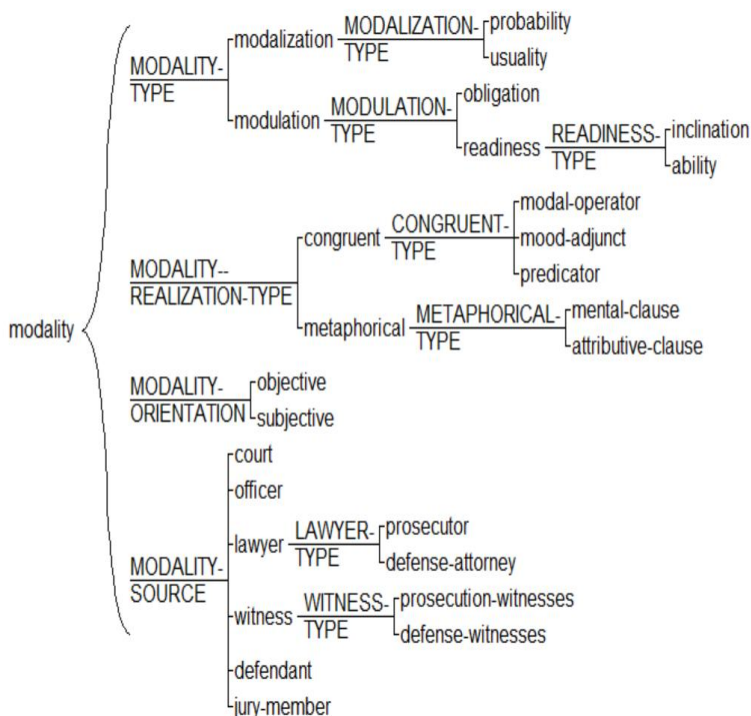 modality
MODALITY-
TYPE
modalization
MODALIZATION-
TYPE
probability
usuality
modulation
MODULATION-
TYPE
obligation
readiness
READINESS-
TYPE
inclination
ability
MODALITY--
REALIZATION-TYPE
congruent
CONGRUENT-
TYPE
modal-operator
mood-adjunct
predicator
metaphorical
METAPHORICAL-
TYPE
mental-clause
attributive-clause
MODALITY-
ORIENTATION
objective
subjective
MODALITY-
SOURCE
court
officer
lawyer
LAWYER-
TYPE
prosecutor
defense-attorney
witness
WITNESS-
TYPE
prosecution-witnesses
defense-witnesses
defendant
jury-member